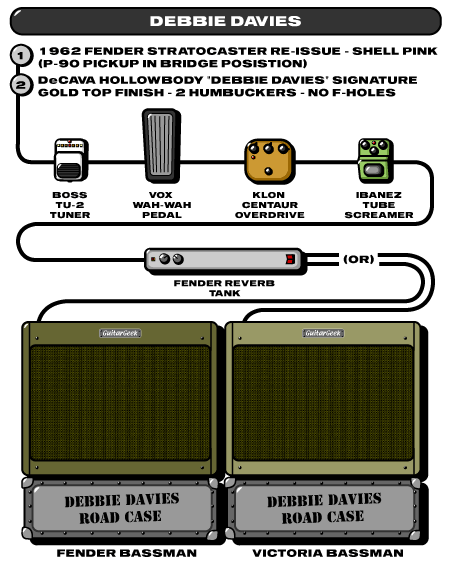 DEBBIE DAVIES
1 1962 FENDER STRATOCASTER RE-ISSUE - SHELL PINK
(P-90 PICKUP IN BRIDGE POSISTION)
2 DeCAVA HOLLOWBODY "DEBBIE DAVIES" SIGNATURE
GOLD TOP FINISH - 2 HUMBUCKERS - NO F-HOLES
BOSS
TU-2
TUNER
VOX
WAH-WAH
PEDAL
KLON
CENTAUR
OVERDRIVE
IBANEZ
TUBE
SCREAMER
(OR)
FENDER REVERB
TANK
GuitarGeek
GuitarGeek
DEBBIE DAVIES
ROAD CASE
DEBBIE DAVIES
ROAD CASE
FENDER BASSMAN
VICTORIA BASSMAN